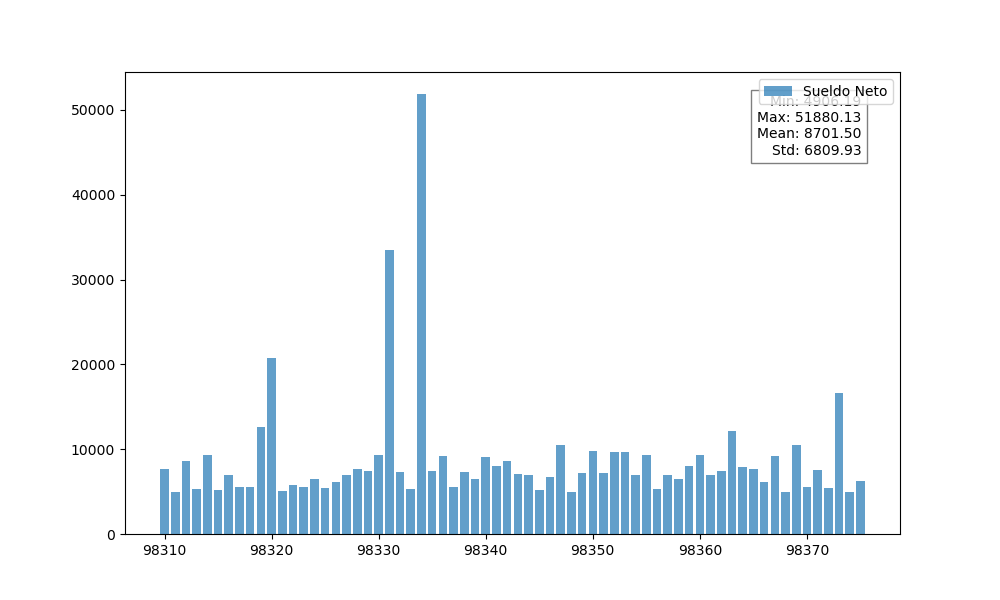 Sueldo Neto
Min: 4906.19
Max: 51880.13
Mean: 8701.50
Std: 6809.93
50000
40000
30000
20000
10000
0
98310 98320 98330 98340 98350 98360 98370